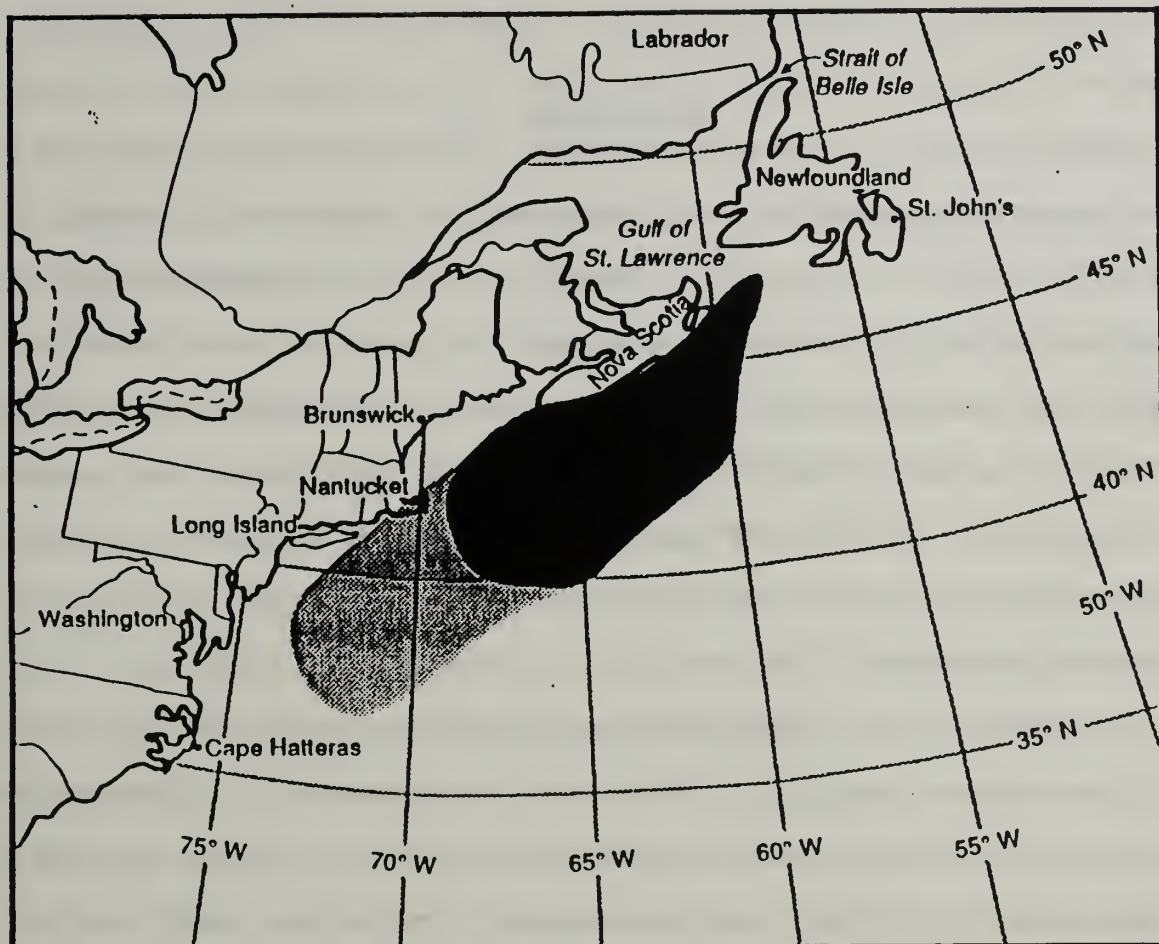 Labrador
Strait of
Belle Isle
50° N
Newfoundland
St. John's
Gulf of
St. Lawrence
45° N
Nova Scotia
Brunswick
Nantucket
Long Island
40° N
50° W
Washington
Cape Hatteras
35° N
75° W
70° W
65° W
60° W
55° W